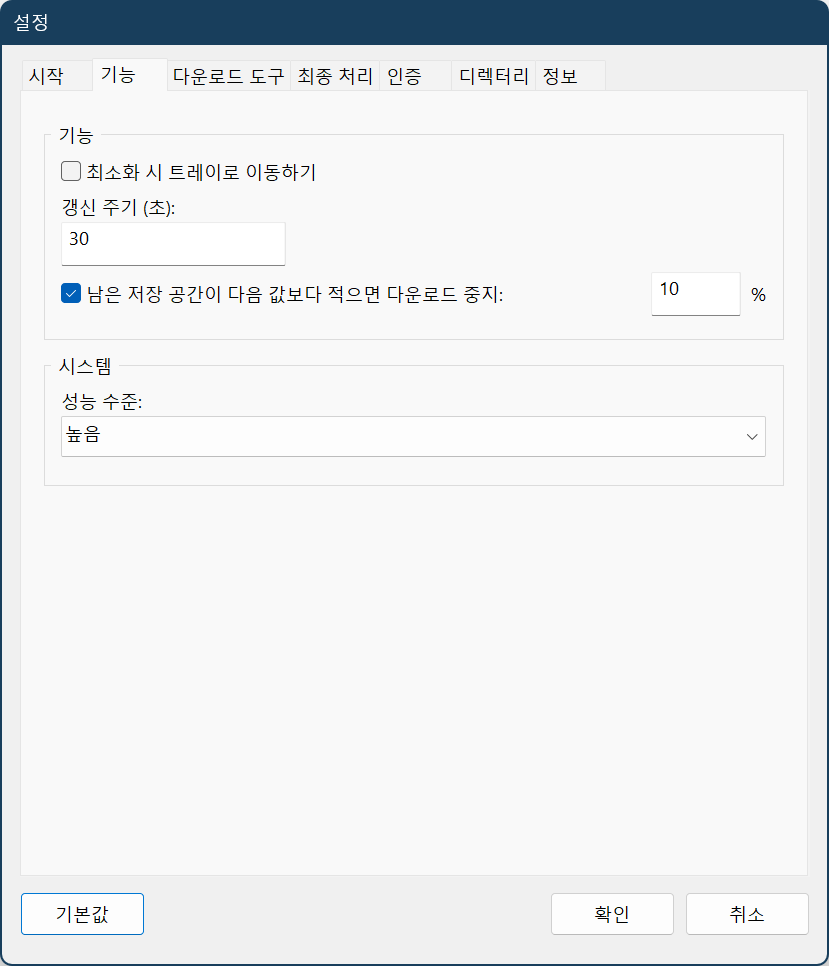 설정
시작 기능 다운로드 도구 최종 처리 인증 디렉터리 정보
기능
최소화 시 트레이로 이동하기
갱신 주기 (초):
30
남은 저장 공간이 다음 값보다 적으면 다운로드 중지: 10 %
시스템
성능 수준:
높음
기본값 확인 취소